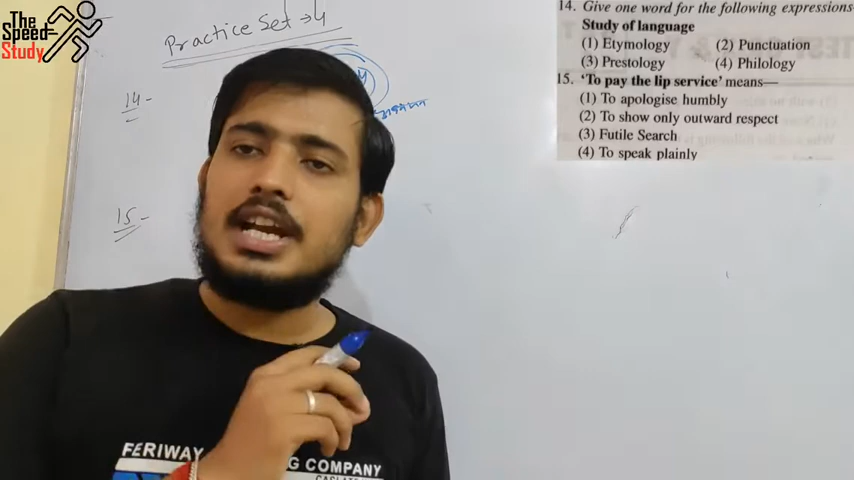 The
Speed-
Study
Practice Set → 4
14 -
15 -
14. Give one word for the following expressions-
Study of language
(1) Etymology (2) Punctuation
(3) Prestology (4) Philology
15. ‘To pay the lip service’ means—
(1) To apologise humbly
(2) To show only outward respect
(3) Futile Search
(4) To speak plainly
FERIWAY
G COMPANY